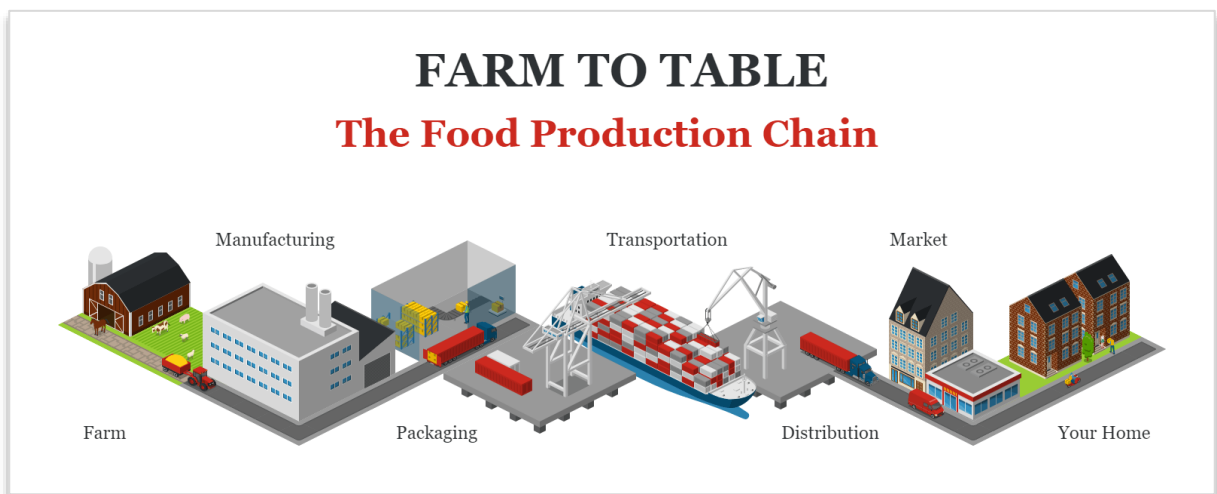 FARM TO TABLE
The Food Production Chain
Manufacturing
Transportation
Market
Farm
Packaging
Distribution
Your Home